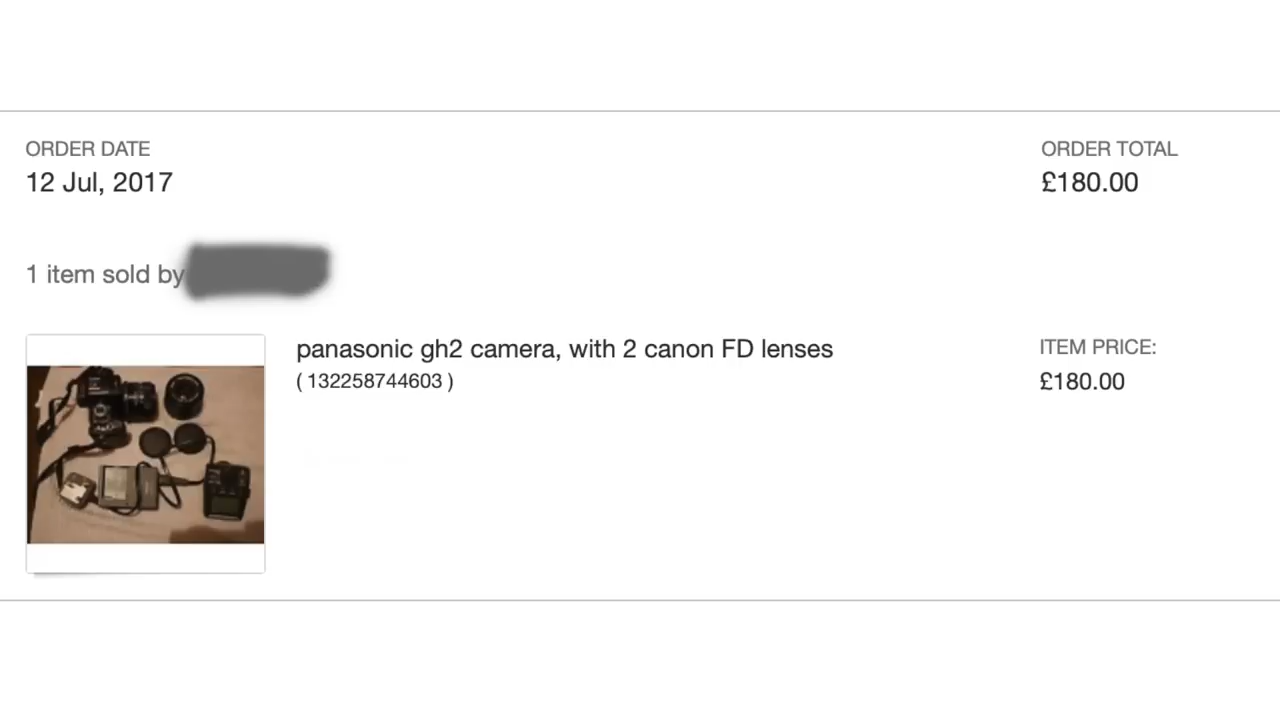 ORDER DATE
12 Jul, 2017
ORDER TOTAL
£180.00
1 item sold by
panasonic gh2 camera, with 2 canon FD lenses
( 132258744603 )
ITEM PRICE:
£180.00